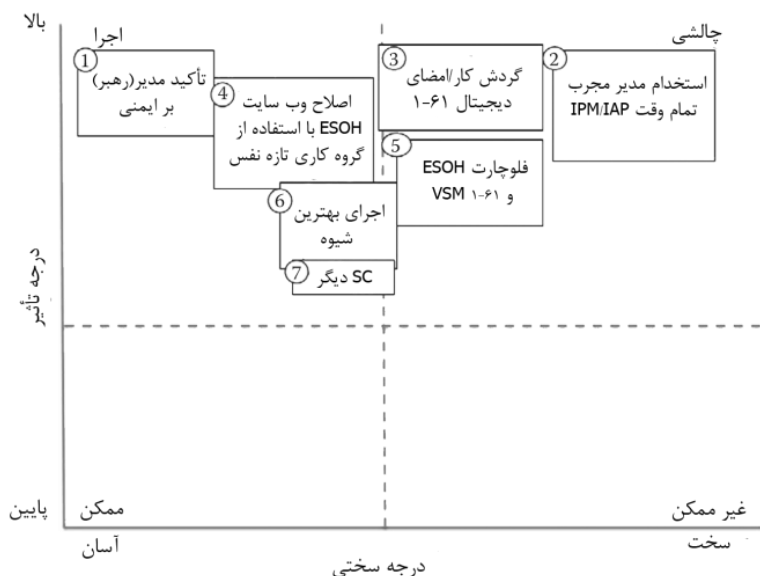 بالا
اجرا
چالشی
1
تأکید مدیر(رهبر)
بر ایمنی
4
اصلاح وب سایت
ESOH با استفاده از
گروه کاری تازه نفس
3
گردش کار/امضای
دیجیتال ۶۱-۱
2
استخدام مدیر مجرب
تمام وقت IPM/IAP
5
فلوچارت ESOH
و VSM ۱-۶۱
6
اجرای بهترین
شیوه
7
SC دیگر
درجه تأثیر
پایین
ممکن
غیر ممکن
آسان
سخت
درجه سختی